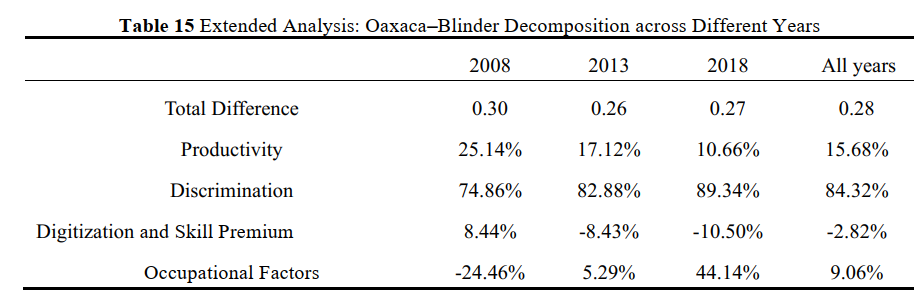 Table 15 Extended Analysis: Oaxaca–Blinder Decomposition across Different Years
2008 2013 2018 All years
Total Difference 0.30 0.26 0.27 0.28
Productivity 25.14% 17.12% 10.66% 15.68%
Discrimination 74.86% 82.88% 89.34% 84.32%
Digitization and Skill Premium 8.44% -8.43% -10.50% -2.82%
Occupational Factors -24.46% 5.29% 44.14% 9.06%